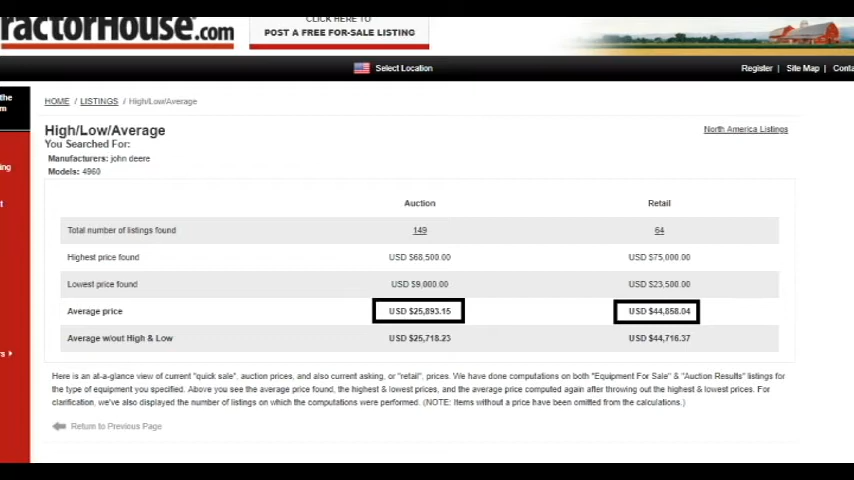 ractorHouse.com
CLICK HERE TO
POST A FREE FOR-SALE LISTING
Select Location
Register Site Map Conta
the
m
HOME / LISTINGS / High/Low/Average
High/Low/Average
North America Listings
You Searched For:
Manufacturers: john deere
ing
Models: 4960
t
Auction Retail
Total number of listings found 149 64
Highest price found USD $68,500.00 USD $75,000.00
Lowest price found USD $9,000.00 USD $23,500.00
Average price USD $25,893.15 USD $44,858.04
Average w/out High & Low USD $25,718.23 USD $44,716.37
rs
Here is an at-a-glance view of current "quick sale", auction prices, and also current asking, or "retail", prices. We have done computations on both "Equipment For Sale" & "Auction Results" listings for
the type of equipment you specified. Above you see the average price found, the highest & lowest prices, and the average price computed again after throwing out the highest & lowest prices. For
clarification, we've also displayed the number of listings on which the computations were performed. (NOTE: Items without a price have been omitted from the calculations.)
Return to Previous Page